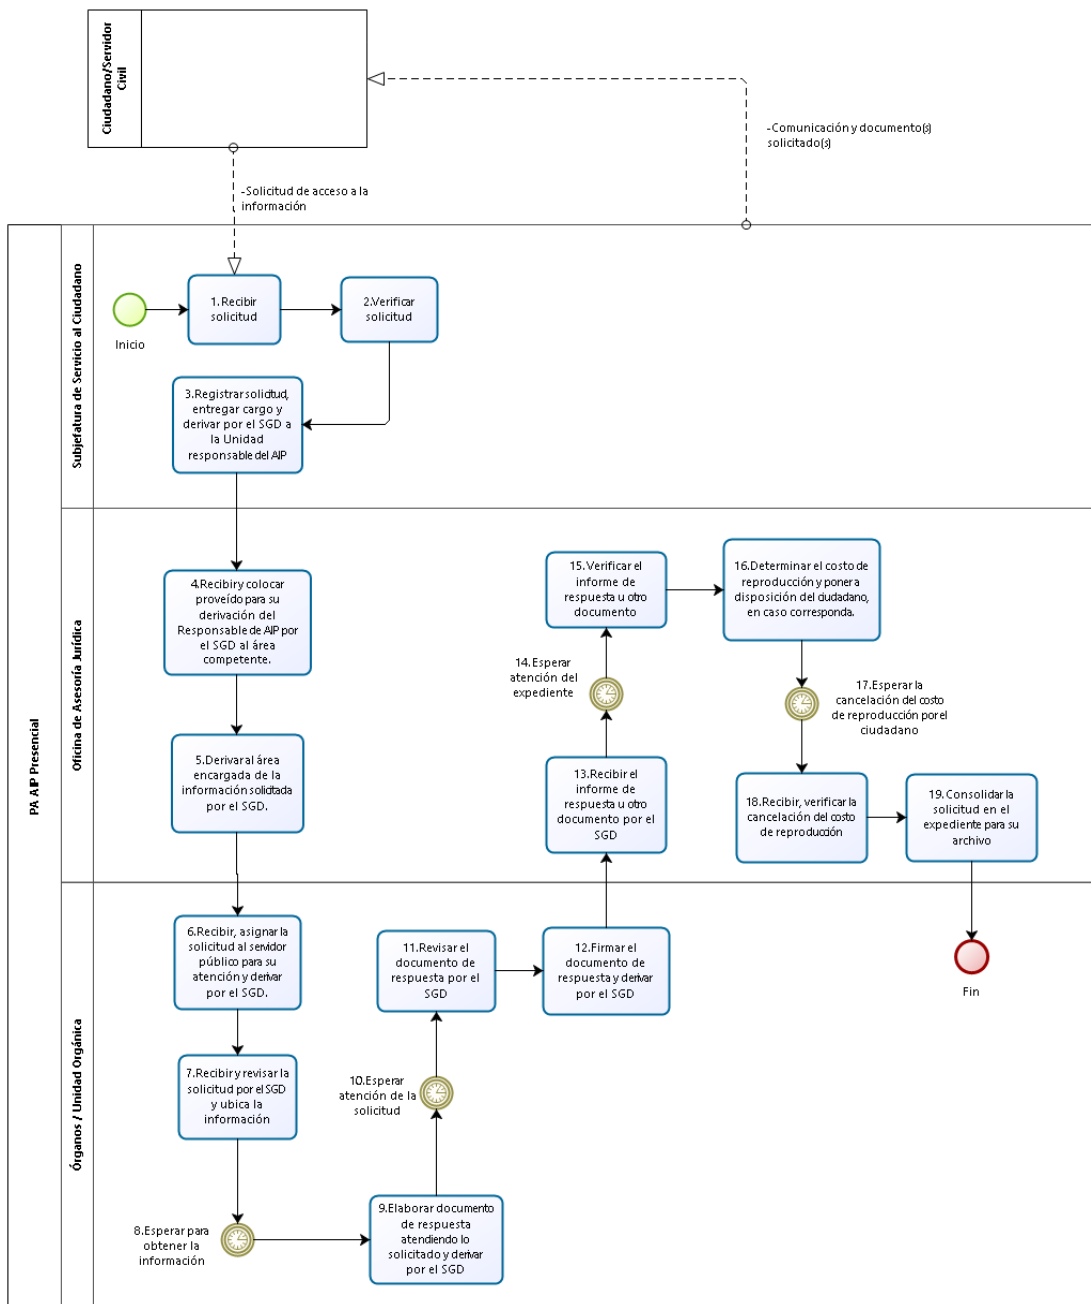 Ciudadano/Servidor
Civil
-Comunicación y documento(s)
solicitado(s)
-Solicitud de acceso a la
información
PA AIP Presencial
Subjefatura de Servicio al Ciudadano
Inicio
1.Recibir
solicitud
2.Verificar
solicitud
3.Registrar solicitud,
entregar cargo y
derivar por el SGD a
la Unidad
responsable del AIP
Oficina de Asesoría Jurídica
4.Recibir y colocar
proveído para su
derivación del
Responsable de AIP por
el SGD al área
competente.
5.Derivar al área
encargada de la
información solicitada
por el SGD.
15.Verificar el
informe de
respuesta u otro
documento
16.Determinar el costo de
reproducción y poner a
disposición del ciudadano,
en caso corresponda.
14.Esperar
atención del
expediente
17.Esperar la
cancelación del costo
de reproducción por el
ciudadano
13.Recibir el
informe de
respuesta u otro
documento por el
SGD
18.Recibir, verificar la
cancelación del costo
de reproducción
19.Consolidar la
solicitud en el
expediente para su
archivo
Órganos / Unidad Orgánica
6.Recibir, asignar la
solicitud al servidor
público para su
atención y derivar
por el SGD.
7.Recibir y revisar la
solicitud por el SGD
y ubica la
información
8.Esperar para
obtener la
información
9.Elaborar documento
de respuesta
atendiendo lo
solicitado y derivar
por el SGD
10.Esperar
atención de la
solicitud
11.Revisar el
documento de
respuesta por el
SGD
12.Firmar el
documento de
respuesta y derivar
por el SGD
Fin